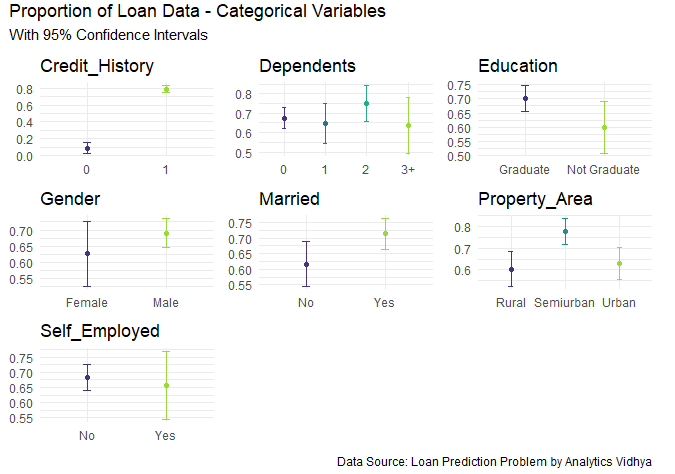 Proportion of Loan Data - Categorical Variables
With 95% Confidence Intervals
Credit_History
0.8
0.6
0.4
0.2
0.0
0 1
Dependents
0.8
0.7
0.6
0.5
0 1 2 3+
Education
0.75
0.70
0.65
0.60
0.55
0.50
Graduate Not Graduate
Gender
0.70
0.65
0.60
0.55
Female Male
Married
0.75
0.70
0.65
0.60
0.55
No Yes
Property_Area
0.8
0.7
0.6
Rural Semiurban Urban
Self_Employed
0.75
0.70
0.65
0.60
0.55
No Yes
Data Source: Loan Prediction Problem by Analytics Vidhya